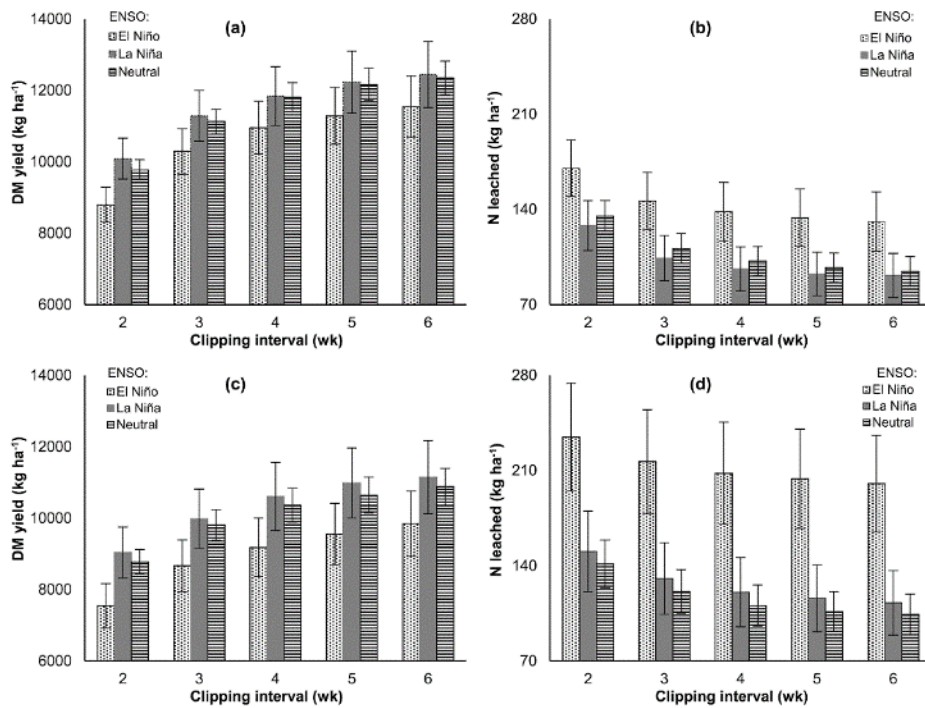 14000
12000
10000
8000
6000
DM yield (kg ha⁻¹)
ENSO:
El Niño
La Niña
Neutral
(a)
2 3 4 5 6
Clipping interval (wk)
280
210
140
70
N leached (kg ha⁻¹)
(b)
ENSO:
El Niño
La Niña
Neutral
2 3 4 5 6
Clipping interval (wk)
14000
12000
10000
8000
6000
DM yield (kg ha⁻¹)
ENSO:
El Niño
La Niña
Neutral
(c)
2 3 4 5 6
Clipping interval (wk)
280
210
140
70
N leached (kg ha⁻¹)
(d)
ENSO:
El Niño
La Niña
Neutral
2 3 4 5 6
Clipping interval (wk)